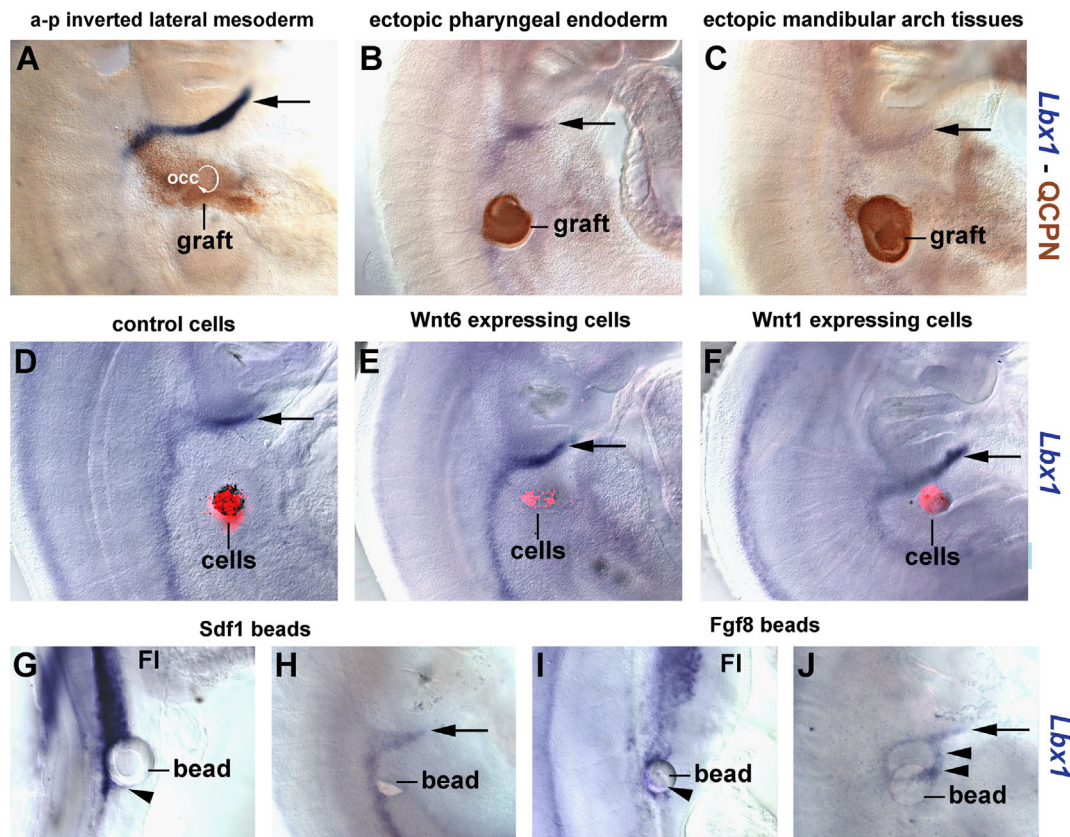 a-p inverted lateral mesoderm
ectopic pharyngeal endoderm
ectopic mandibular arch tissues
A
B
C
occ
graft
graft
graft
Lbx1 - QCPN
control cells
Wnt6 expressing cells
Wnt1 expressing cells
D
E
F
cells
cells
cells
Lbx1
Sdf1 beads
Fgf8 beads
G
Fl
H
I
Fl
J
bead
bead
bead
bead
Lbx1